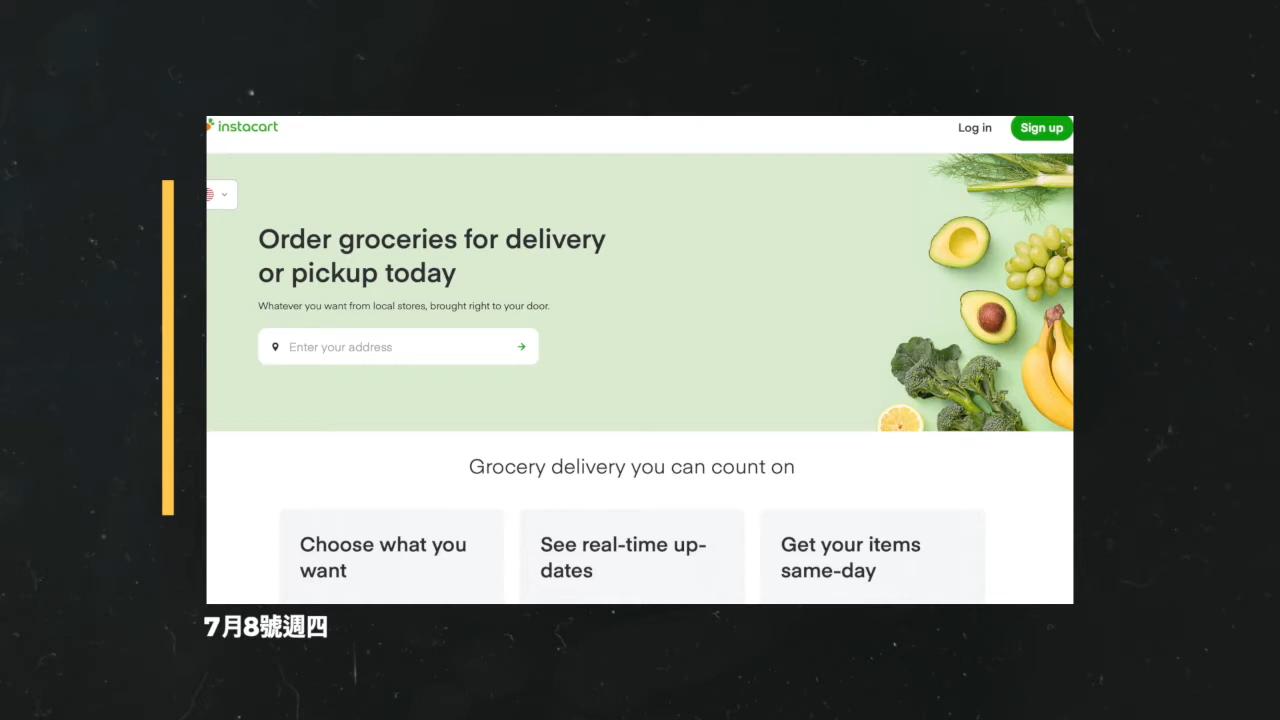 instacart
Log in
Sign up
Order groceries for delivery
or pickup today
Whatever you want from local stores, brought right to your door.
Enter your address
Grocery delivery you can count on
Choose what you
want
See real-time up-
dates
Get your items
same-day
7月8號週四